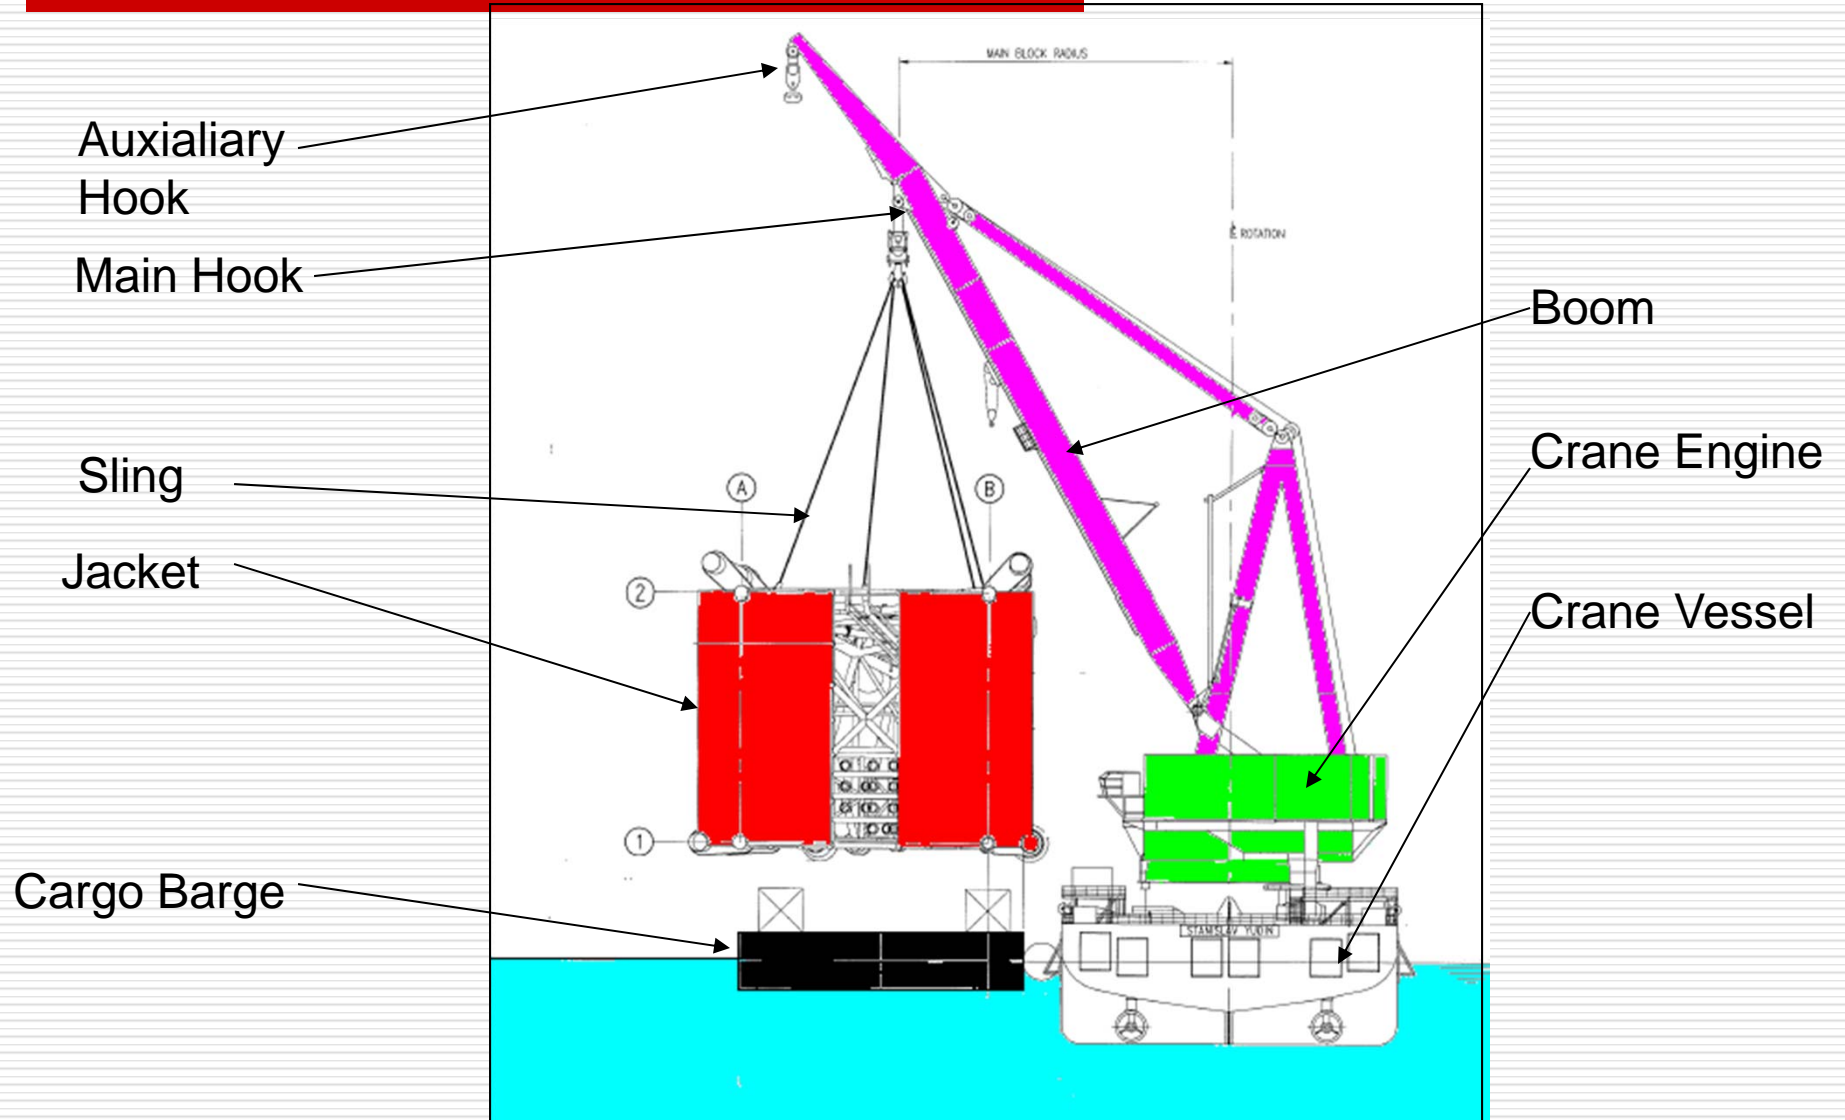 MAIN BLOCK RADIUS
Auxialiary
Hook
ROTATION
Main Hook
Boom
Crane Engine
Sling
A
B
Jacket
2
Crane Vessel
1
Cargo Barge
STANISLAV YUDIN